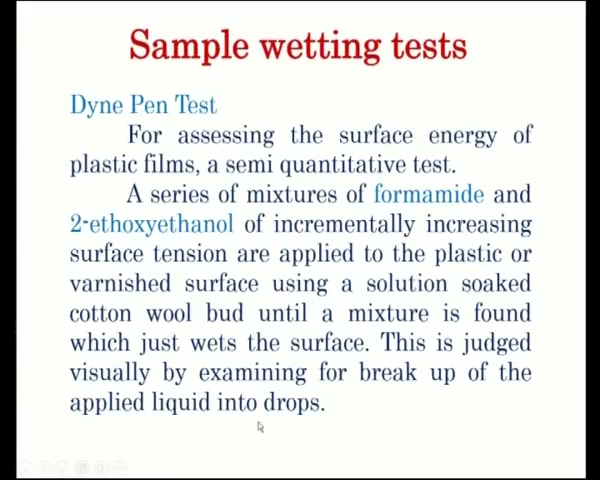 Sample wetting tests
Dyne Pen Test
For assessing the surface energy of
plastic films, a semi quantitative test.
A series of mixtures of formamide and
2-ethoxyethanol of incrementally increasing
surface tension are applied to the plastic or
varnished surface using a solution soaked
cotton wool bud until a mixture is found
which just wets the surface. This is judged
visually by examining for break up of the
applied liquid into drops.